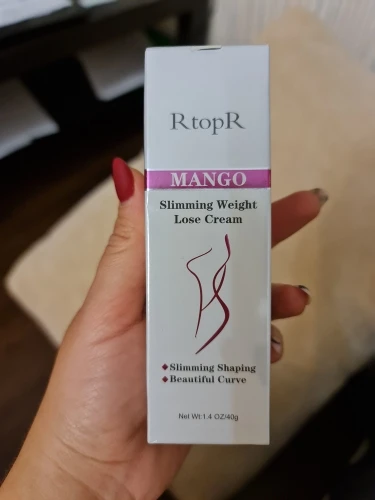 RtopR
MANGO
Slimming Weight
Lose Cream
Slimming Shaping
Beautiful Curve
Net Wt:1.4 OZ/40g